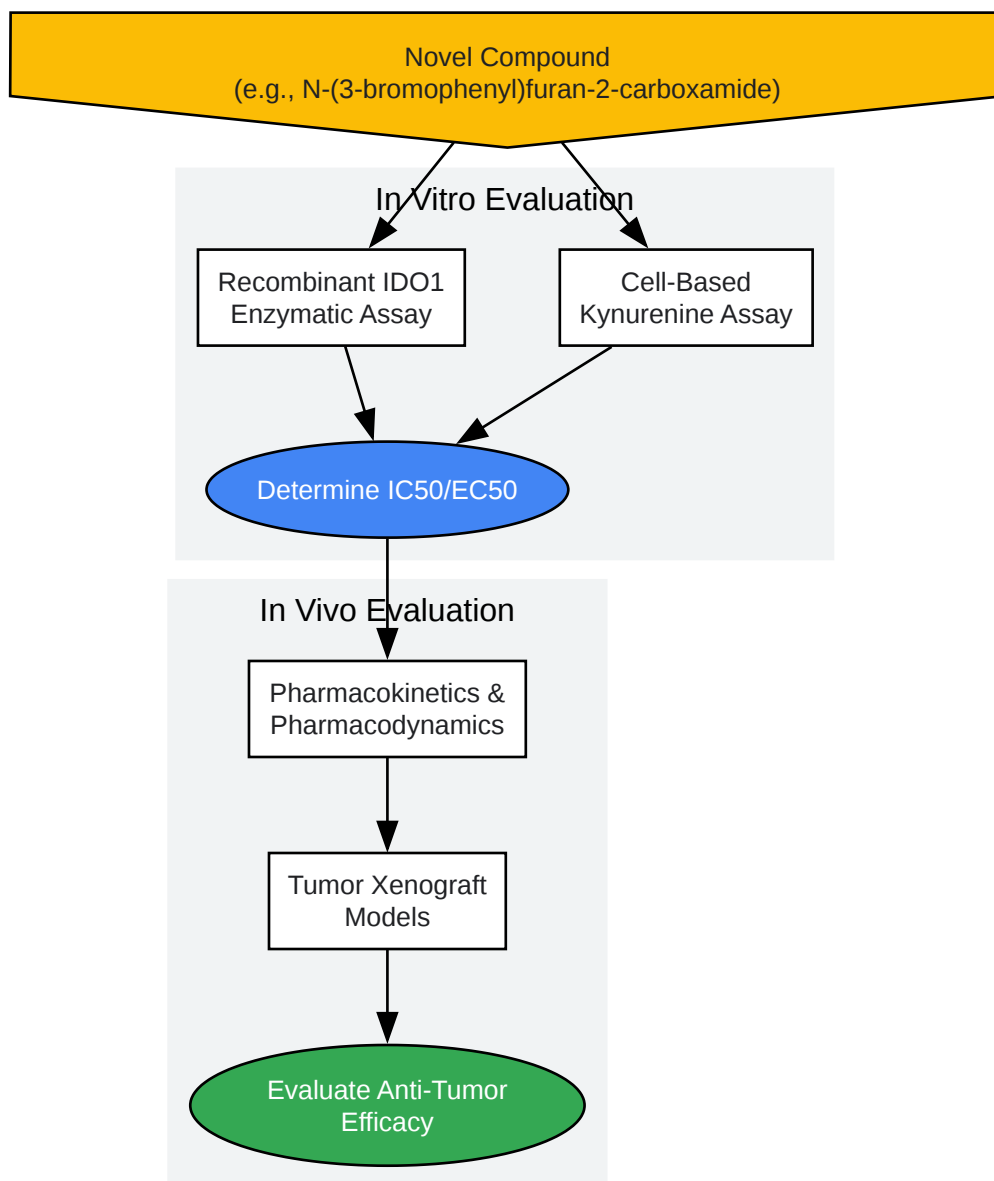 Novel Compound
(e.g., N-(3-bromophenyl)furan-2-carboxamide)
In Vitro Evaluation
Recombinant IDO1
Enzymatic Assay
Cell-Based
Kynurenine Assay
Determine IC50/EC50
In Vivo Evaluation
Pharmacokinetics &
Pharmacodynamics
Tumor Xenograft
Models
Evaluate Anti-Tumor
Efficacy